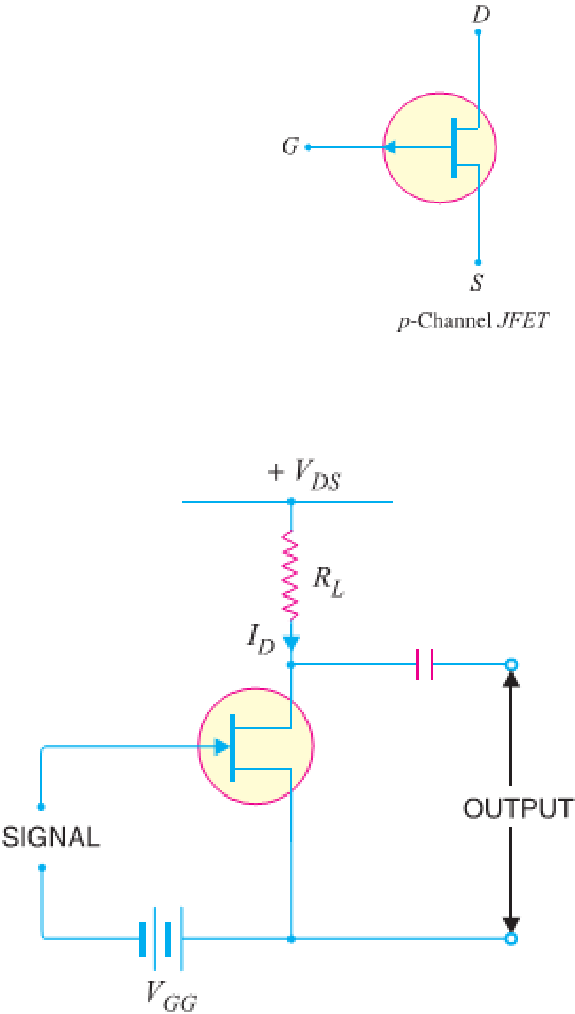 D
G
S
p-Channel JFET
+ V_DS
R_L
I_D
SIGNAL
OUTPUT
V_GG